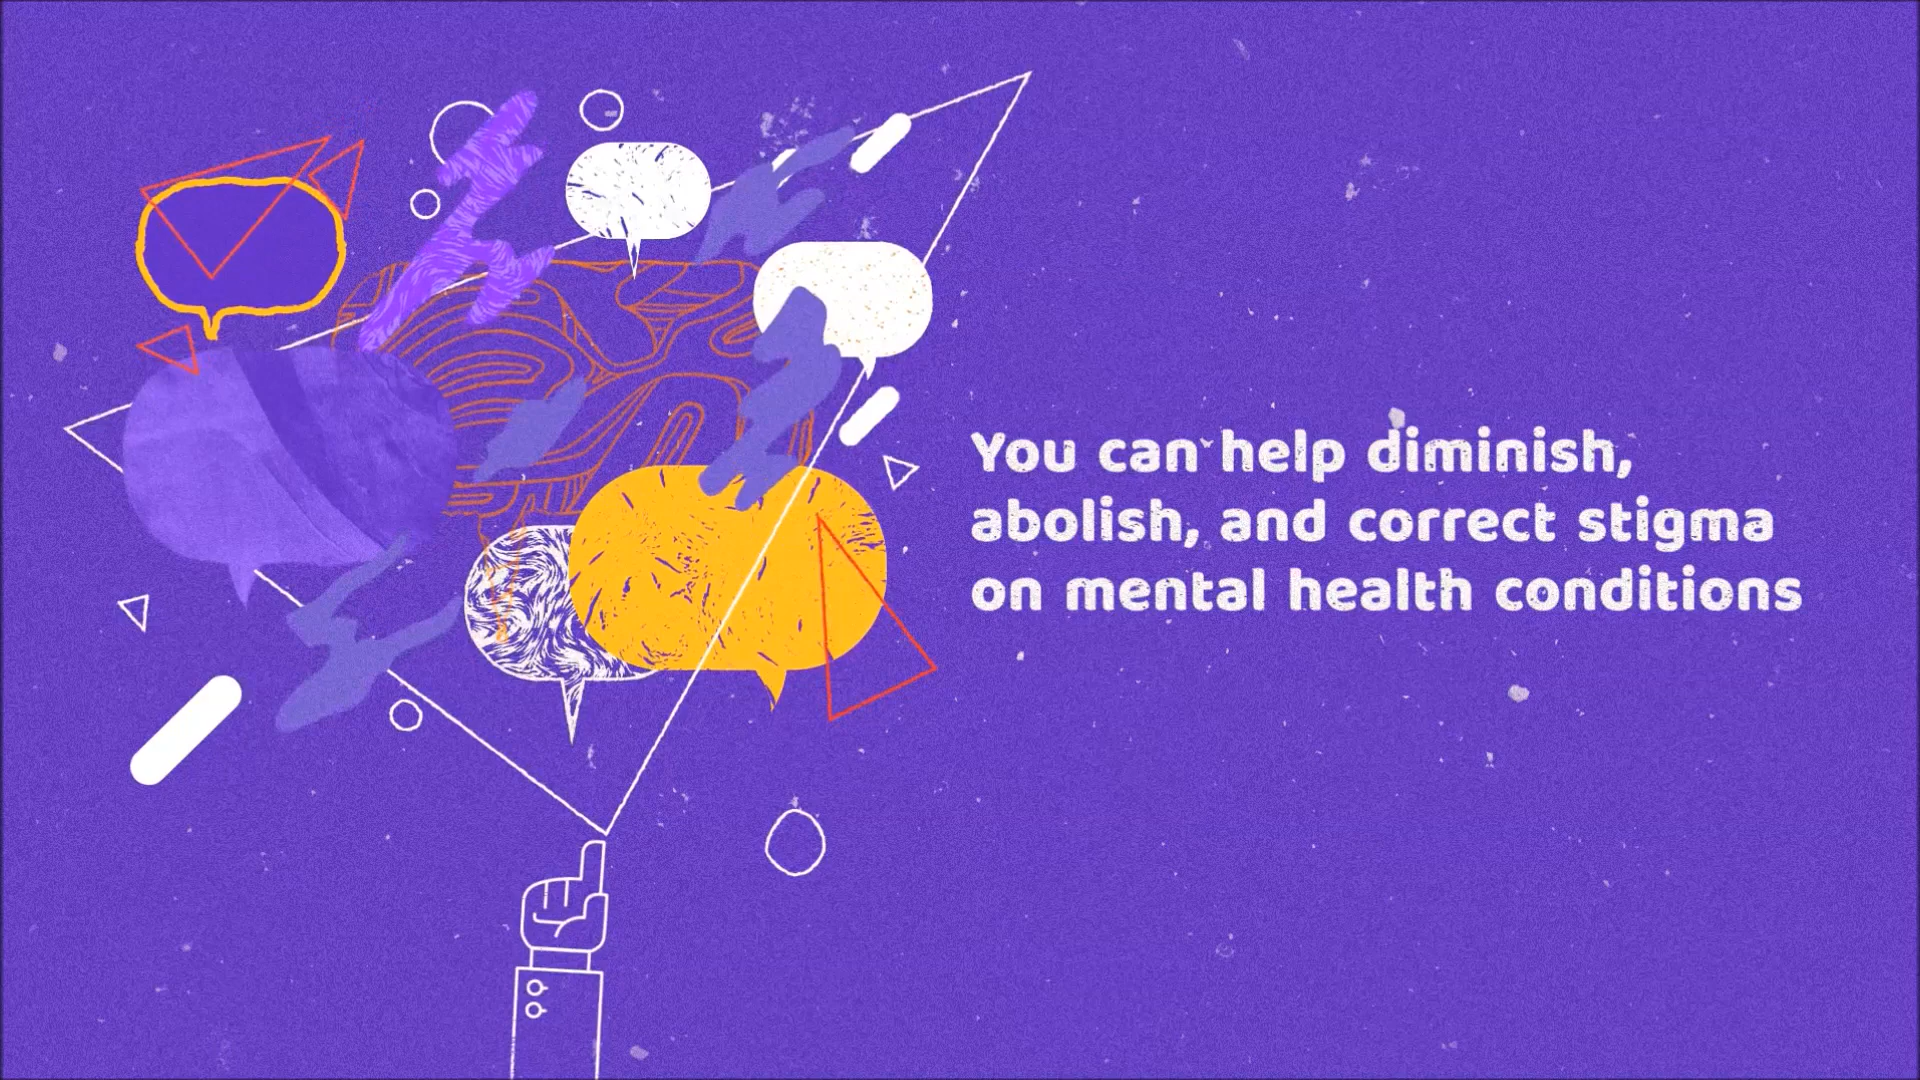 You can help diminish,
abolish, and correct stigma
on mental health conditions